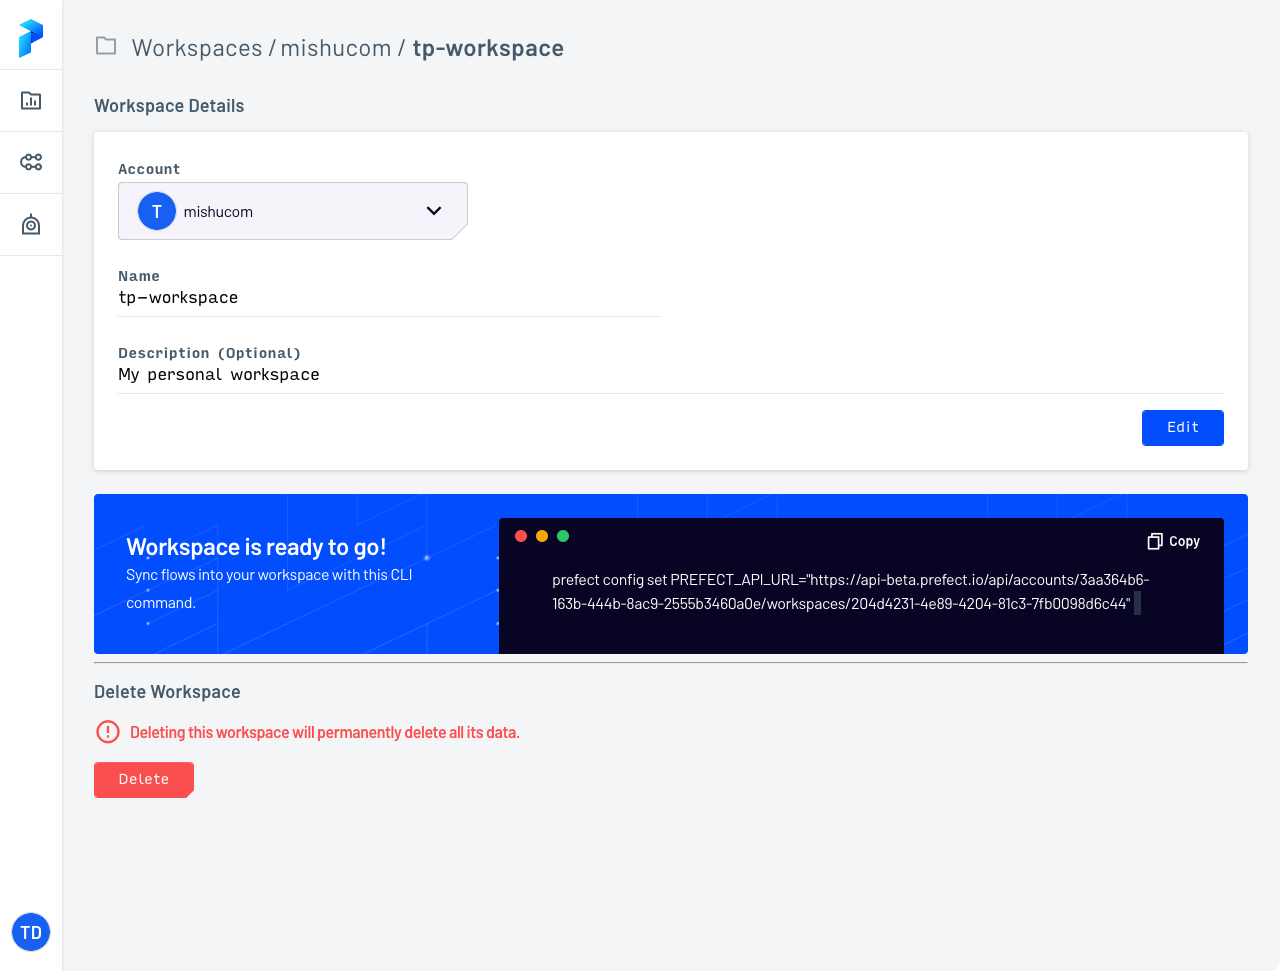 Workspaces / mishucom / tp-workspace
Workspace Details
Account
T mishucom
Name
tp-workspace
Description (Optional)
My personal workspace
Edit
Workspace is ready to go!
Sync flows into your workspace with this CLI
command.
Copy
prefect config set PREFECT_API_URL="https://api-beta.prefect.io/api/accounts/3aa364b6-
163b-444b-8ac9-2555b3460a0e/workspaces/204d4231-4e89-4204-81c3-7fb0098d6c44"
Delete Workspace
Deleting this workspace will permanently delete all its data.
Delete
TD